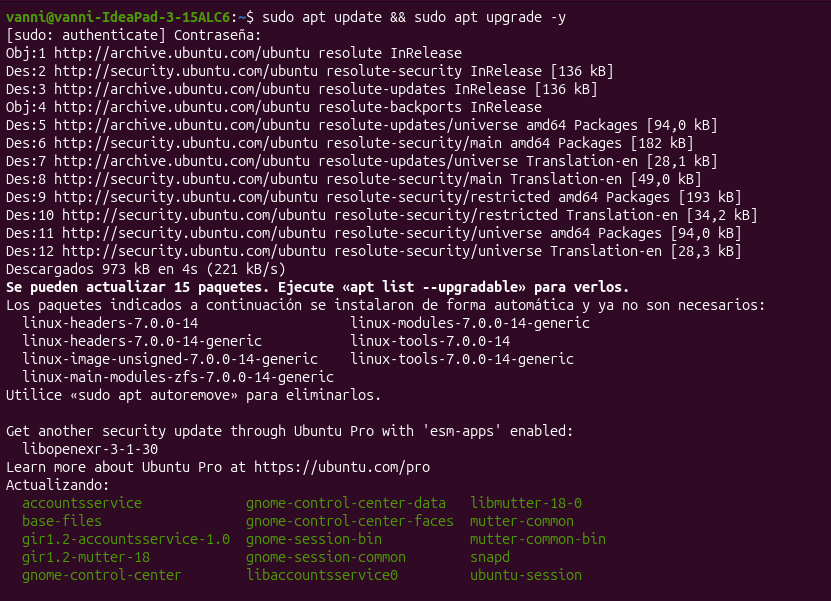 vanni@vanni-IdeaPad-3-15ALC6:~$ sudo apt update && sudo apt upgrade -y
[sudo: authenticate] Contraseña:
Obj:1 http://archive.ubuntu.com/ubuntu resolute InRelease
Des:2 http://security.ubuntu.com/ubuntu resolute-security InRelease [136 kB]
Des:3 http://archive.ubuntu.com/ubuntu resolute-updates InRelease [136 kB]
Obj:4 http://archive.ubuntu.com/ubuntu resolute-backports InRelease
Des:5 http://archive.ubuntu.com/ubuntu resolute-updates/universe amd64 Packages [94,0 kB]
Des:6 http://security.ubuntu.com/ubuntu resolute-security/main amd64 Packages [182 kB]
Des:7 http://archive.ubuntu.com/ubuntu resolute-updates/universe Translation-en [28,1 kB]
Des:8 http://security.ubuntu.com/ubuntu resolute-security/main Translation-en [49,0 kB]
Des:9 http://security.ubuntu.com/ubuntu resolute-security/restricted amd64 Packages [193 kB]
Des:10 http://security.ubuntu.com/ubuntu resolute-security/restricted Translation-en [34,2 kB]
Des:11 http://security.ubuntu.com/ubuntu resolute-security/universe amd64 Packages [94,0 kB]
Des:12 http://security.ubuntu.com/ubuntu resolute-security/universe Translation-en [28,3 kB]
Descargados 973 kB en 4s (221 kB/s)
Se pueden actualizar 15 paquetes. Ejecute «apt list --upgradable» para verlos.
Los paquetes indicados a continuación se instalaron de forma automática y ya no son necesarios:
  linux-headers-7.0.0-14                   linux-modules-7.0.0-14-generic
  linux-headers-7.0.0-14-generic           linux-tools-7.0.0-14
  linux-image-unsigned-7.0.0-14-generic    linux-tools-7.0.0-14-generic
  linux-main-modules-zfs-7.0.0-14-generic
Utilice «sudo apt autoremove» para eliminarlos.

Get another security update through Ubuntu Pro with 'esm-apps' enabled:
  libopenexr-3-1-30
Learn more about Ubuntu Pro at https://ubuntu.com/pro
Actualizando:
  accountsservice             gnome-control-center-data   libmutter-18-0
  base-files                  gnome-control-center-faces  mutter-common
  gir1.2-accountsservice-1.0  gnome-session-bin           mutter-common-bin
  gir1.2-mutter-18            gnome-session-common        snapd
  gnome-control-center        libaccountsservice0         ubuntu-session